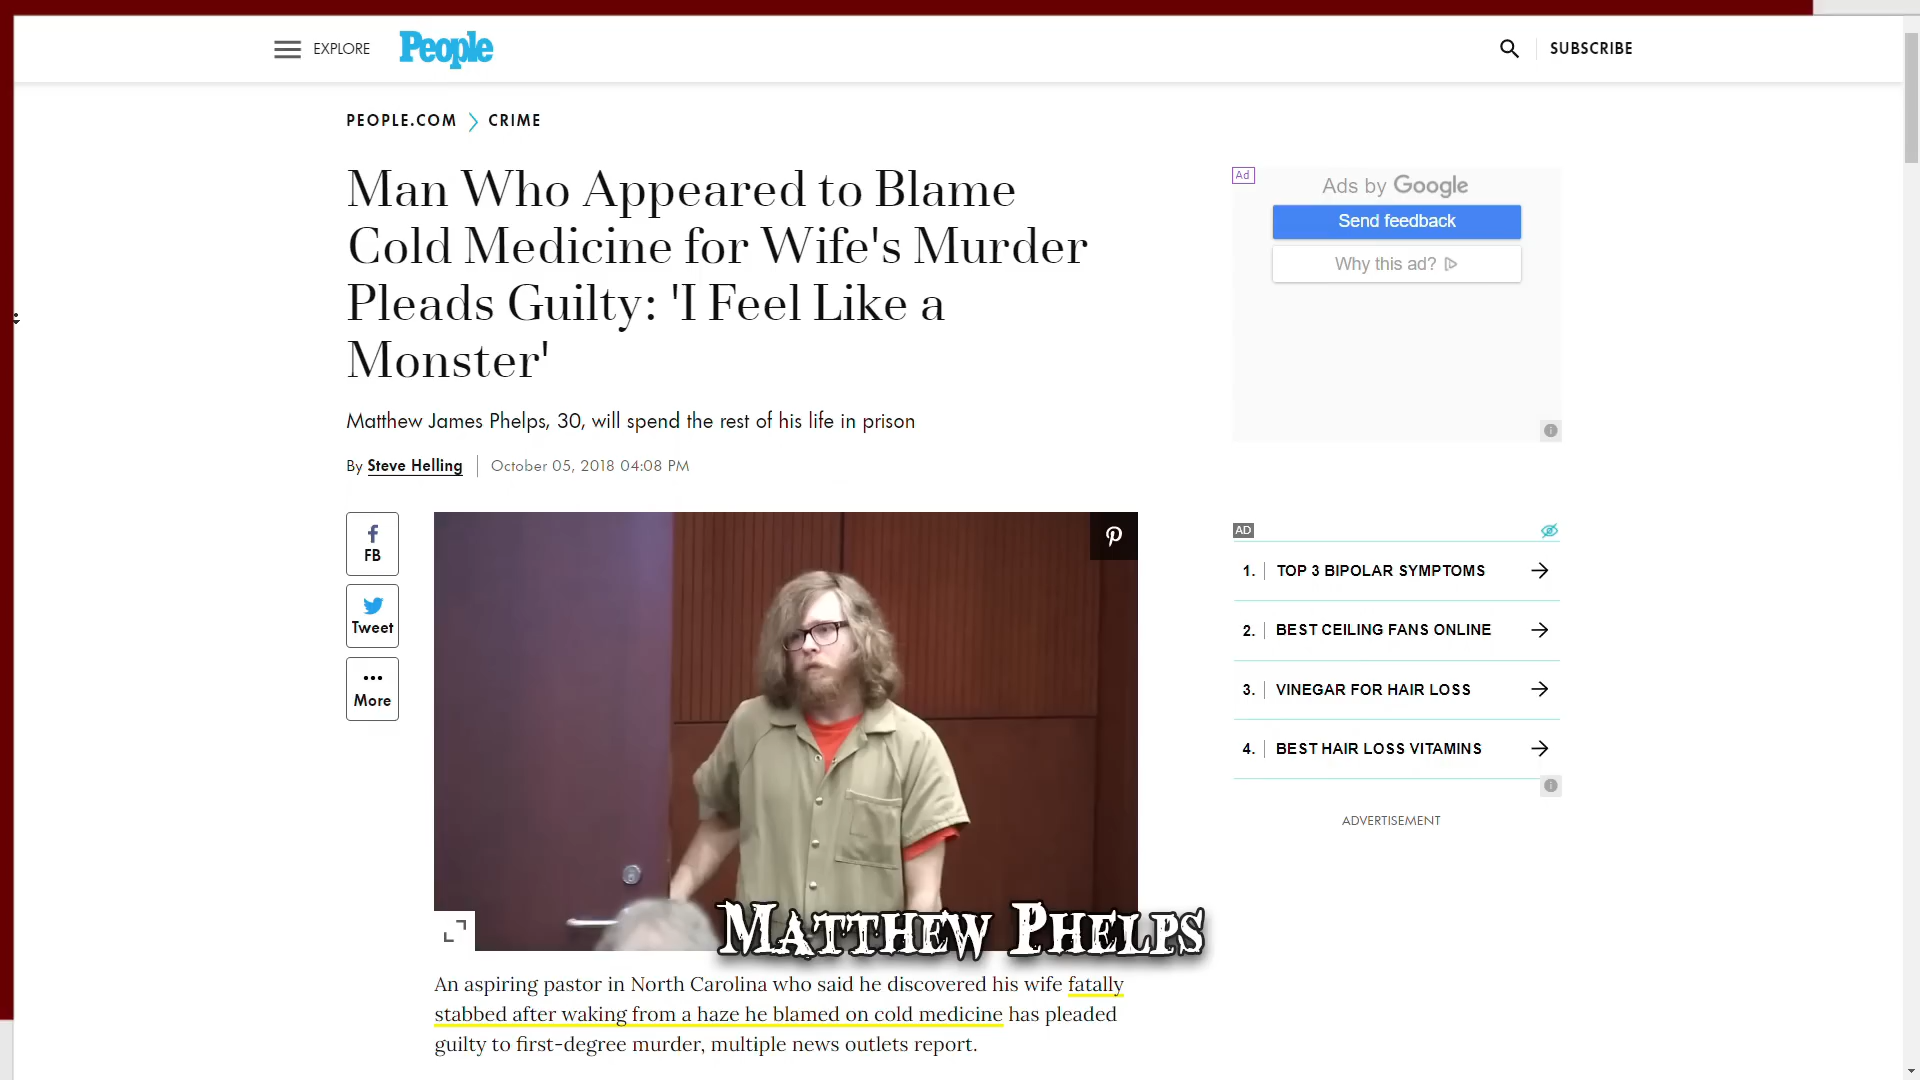 EXPLORE People SUBSCRIBE
PEOPLE.COM > CRIME
Man Who Appeared to Blame
Cold Medicine for Wife's Murder
Pleads Guilty: 'I Feel Like a
Monster'
Matthew James Phelps, 30, will spend the rest of his life in prison
By Steve Helling | October 05, 2018 04:08 PM
FB
Tweet
More
MATTHEW PHELPS
An aspiring pastor in North Carolina who said he discovered his wife fatally
stabbed after waking from a haze he blamed on cold medicine has pleaded
guilty to first-degree murder, multiple news outlets report.
Ad
Ads by Google
Send feedback
Why this ad?
AD
1. TOP 3 BIPOLAR SYMPTOMS
2. BEST CEILING FANS ONLINE
3. VINEGAR FOR HAIR LOSS
4. BEST HAIR LOSS VITAMINS
ADVERTISEMENT